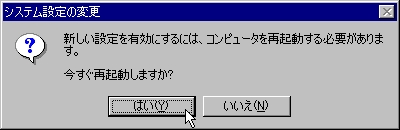 システム設定の変更
新しい設定を有効にするには、コンピュータを再起動する必要がありま
す。
今すぐ再起動しますか?
はい(Y)
いいえ(N)